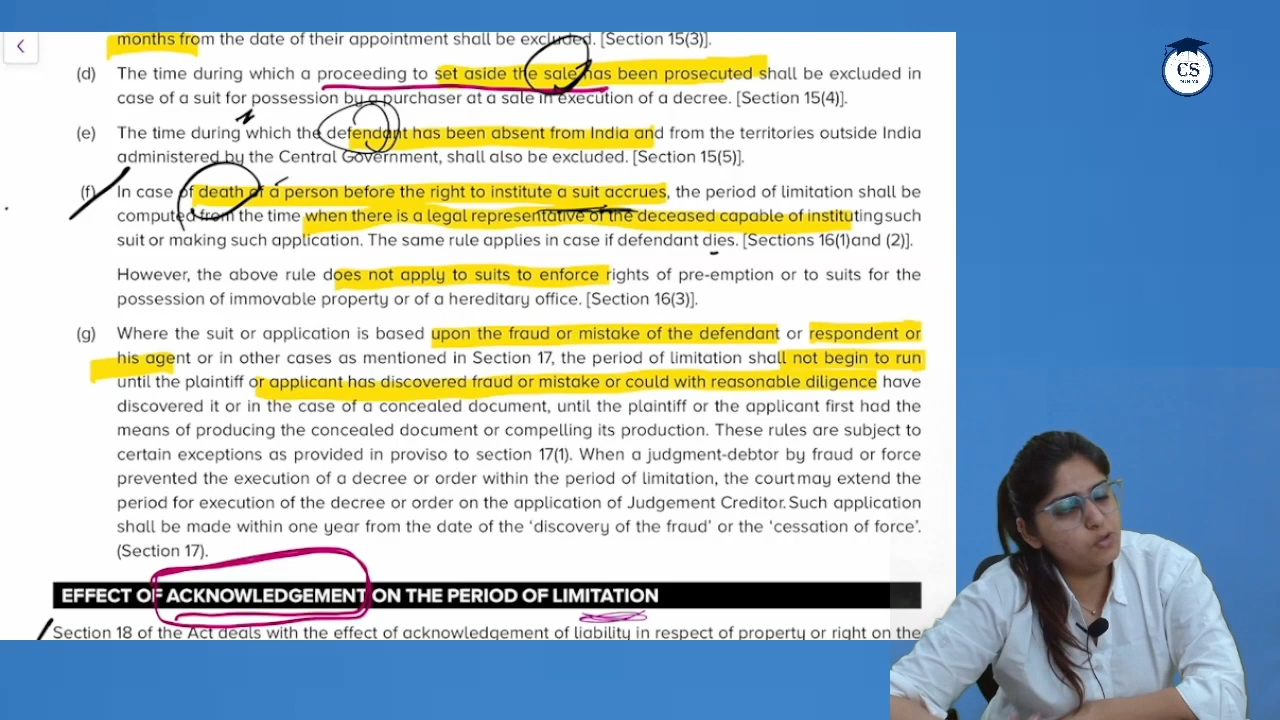 months from the date of their appointment shall be excluded. [Section 15(3)].
(d) The time during which a proceeding to set aside the sale has been prosecuted shall be excluded in
case of a suit for possession by a purchaser at a sale in execution of a decree. [Section 15(4)].
(e) The time during which the defendant has been absent from India and from the territories outside India
administered by the Central Government, shall also be excluded. [Section 15(5)].
(f) In case of death of a person before the right to institute a suit accrues, the period of limitation shall be
computed from the time when there is a legal representative of the deceased capable of institutingsuch
suit or making such application. The same rule applies in case if defendant dies. [Sections 16(1)and (2)].
However, the above rule does not apply to suits to enforce rights of pre-emption or to suits for the
possession of immovable property or of a hereditary office. [Section 16(3)].
(g) Where the suit or application is based upon the fraud or mistake of the defendant or respondent or
his agent or in other cases as mentioned in Section 17, the period of limitation shall not begin to run
until the plaintiff or applicant has discovered fraud or mistake or could with reasonable diligence have
discovered it or in the case of a concealed document, until the plaintiff or the applicant first had the
means of producing the concealed document or compelling its production. These rules are subject to
certain exceptions as provided in proviso to section 17(1). When a judgment-debtor by fraud or force
prevented the execution of a decree or order within the period of limitation, the courtmay extend the
period for execution of the decree or order on the application of Judgement Creditor.Such application
shall be made within one year from the date of the ‘discovery of the fraud’ or the ‘cessation of force’.
(Section 17).
EFFECT OF ACKNOWLEDGEMENT ON THE PERIOD OF LIMITATION
Section 18 of the Act deals with the effect of acknowledgement of liability in respect of property or right on the
CS